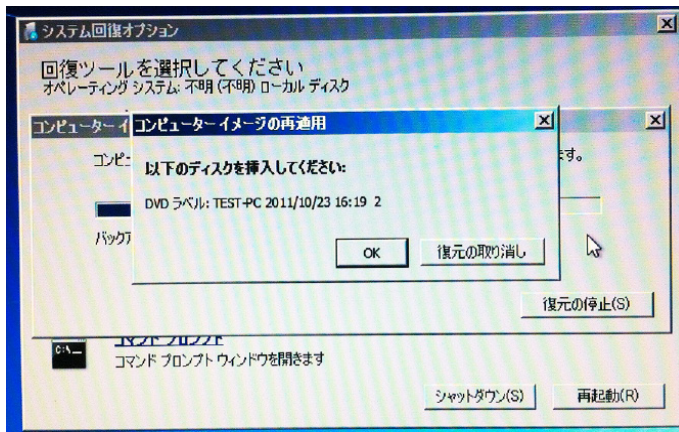 システム回復オプション
回復ツールを選択してください
オペレーティング システム: 不明 (不明) ローカル ディスク
コンピューター イ
コンピューター イメージの再適用
コンピ
ます。
以下のディスクを挿入してください:
DVD ラベル: TEST-PC 2011/10/23 16:19 2
バックア
OK
復元の取り消し
復元の停止(S)
C:\_
コマンド プロンプト
コマンド プロンプト ウィンドウを開きます
シャットダウン(S)
再起動(R)